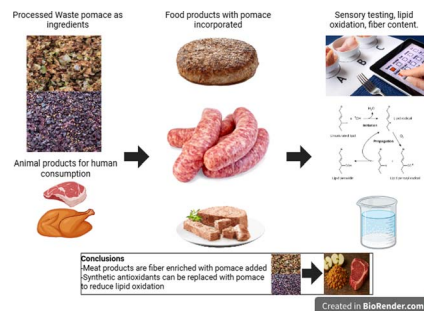 Processed Waste pomace as
ingredients
Food products with pomace
incorporated
Sensory testing, lipid
oxidation, fiber content.
A
B
C
Animal products for human
consumption
Initiation
Propagation
Conclusions
-Meat products are fiber enriched with pomace added
-Synthetic antioxidants can be replaced with pomace
to reduce lipid oxidation
Created in BioRender.com